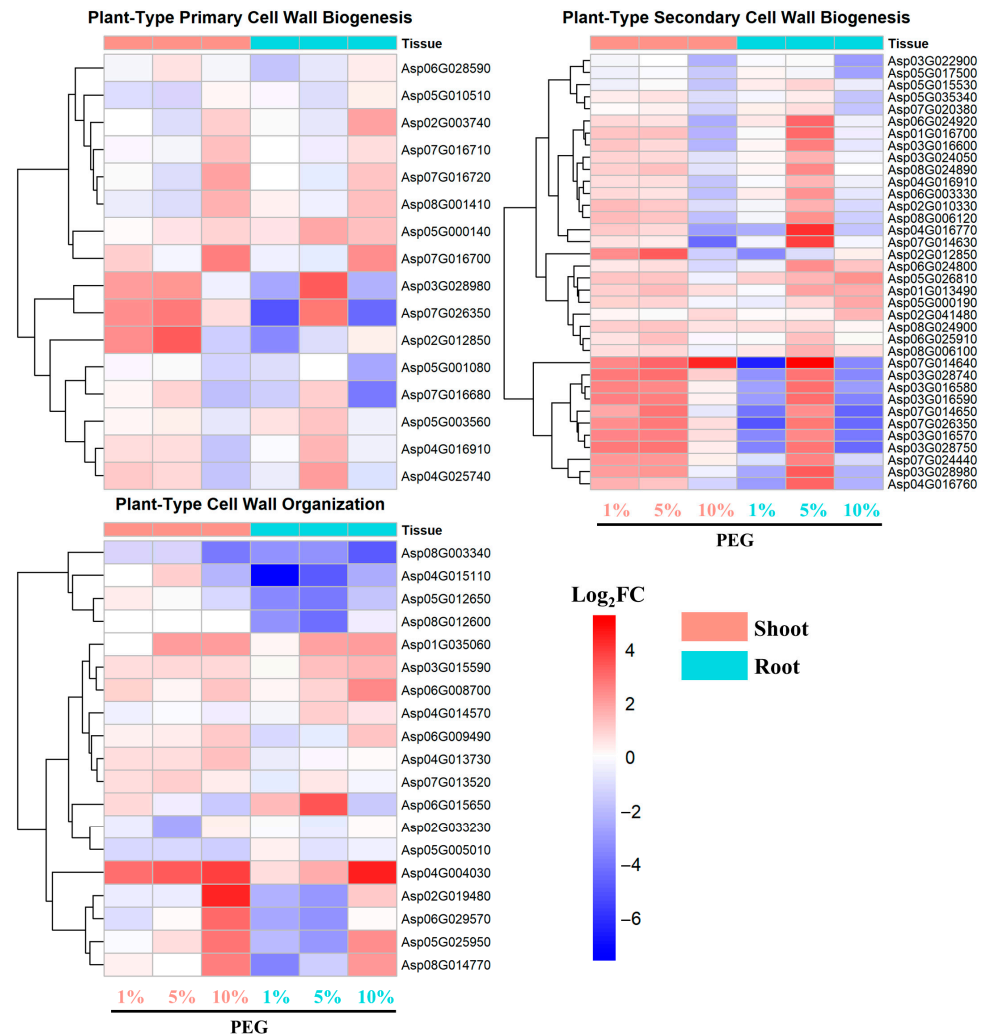 Plant-Type Primary Cell Wall Biogenesis
Tissue
Asp06G028590
Asp05G010510
Asp02G003740
Asp07G016710
Asp07G016720
Asp08G001410
Asp05G000140
Asp07G016700
Asp03G028980
Asp07G026350
Asp02G012850
Asp05G001080
Asp07G016680
Asp05G003560
Asp04G016910
Asp04G025740
Plant-Type Secondary Cell Wall Biogenesis
Tissue
Asp03G022900
Asp05G017500
Asp05G015530
Asp05G035340
Asp07G020380
Asp06G024920
Asp01G016700
Asp03G016600
Asp03G024050
Asp08G024890
Asp04G016910
Asp06G003330
Asp02G010330
Asp08G006120
Asp04G016770
Asp07G014630
Asp02G012850
Asp06G024800
Asp05G026810
Asp01G013490
Asp05G000190
Asp02G041480
Asp08G024900
Asp06G025910
Asp08G006100
Asp07G014640
Asp03G028740
Asp03G016580
Asp03G016590
Asp07G014650
Asp07G026350
Asp03G016570
Asp03G028750
Asp07G024440
Asp03G028980
Asp04G016760
1% 5% 10% 1% 5% 10%
PEG
Plant-Type Cell Wall Organization
Tissue
Asp08G003340
Asp04G015110
Asp05G012650
Asp08G012600
Asp01G035060
Asp03G015590
Asp06G008700
Asp04G014570
Asp06G009490
Asp04G013730
Asp07G013520
Asp06G015650
Asp02G033230
Asp05G005010
Asp04G004030
Asp02G019480
Asp06G029570
Asp05G025950
Asp08G014770
1% 5% 10% 1% 5% 10%
PEG
Log₂FC
4
2
0
−2
−4
−6
Shoot
Root